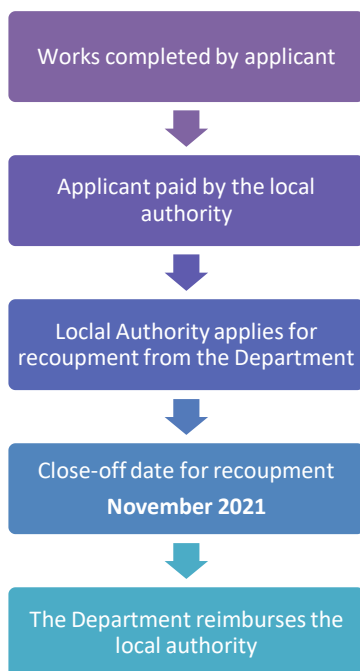 Works completed by applicant
Applicant paid by the local
authority
Loclal Authority applies for
recoupment from the Department
Close-off date for recoupment
November 2021
The Department reimburses the
local authority